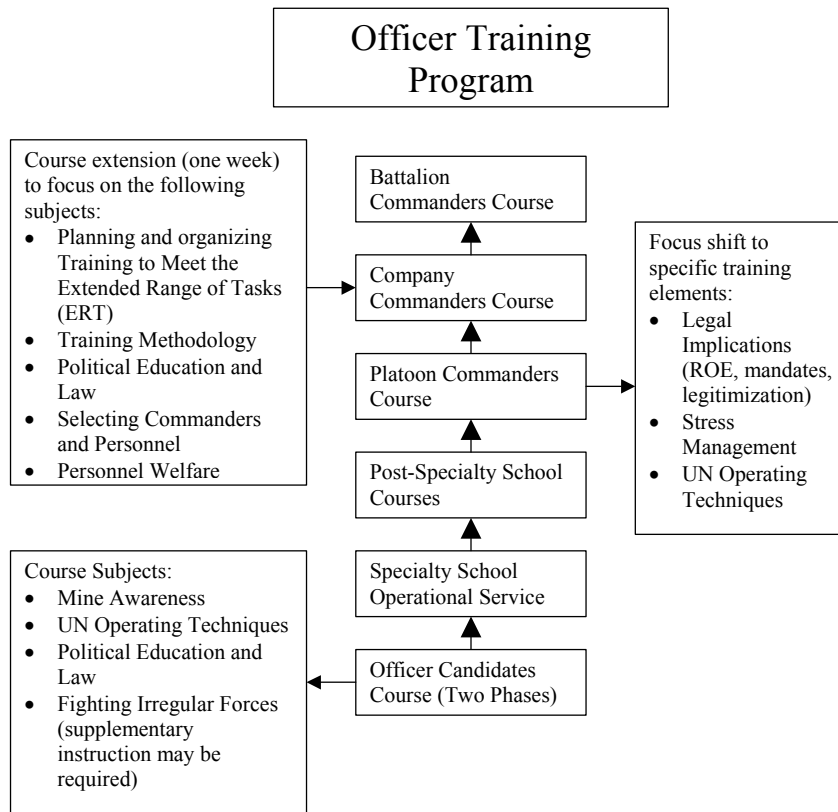 Officer Training
Program
Course extension (one week)
to focus on the following
subjects:
• Planning and organizing
Training to Meet the
Extended Range of Tasks
(ERT)
• Training Methodology
• Political Education and
Law
• Selecting Commanders
and Personnel
• Personnel Welfare
Battalion
Commanders Course
Company
Commanders Course
Platoon Commanders
Course
Post-Specialty School
Courses
Specialty School
Operational Service
Officer Candidates
Course (Two Phases)
Focus shift to
specific training
elements:
• Legal
Implications
(ROE, mandates,
legitimization)
• Stress
Management
• UN Operating
Techniques
Course Subjects:
• Mine Awareness
• UN Operating Techniques
• Political Education and
Law
• Fighting Irregular Forces
(supplementary
instruction may be
required)